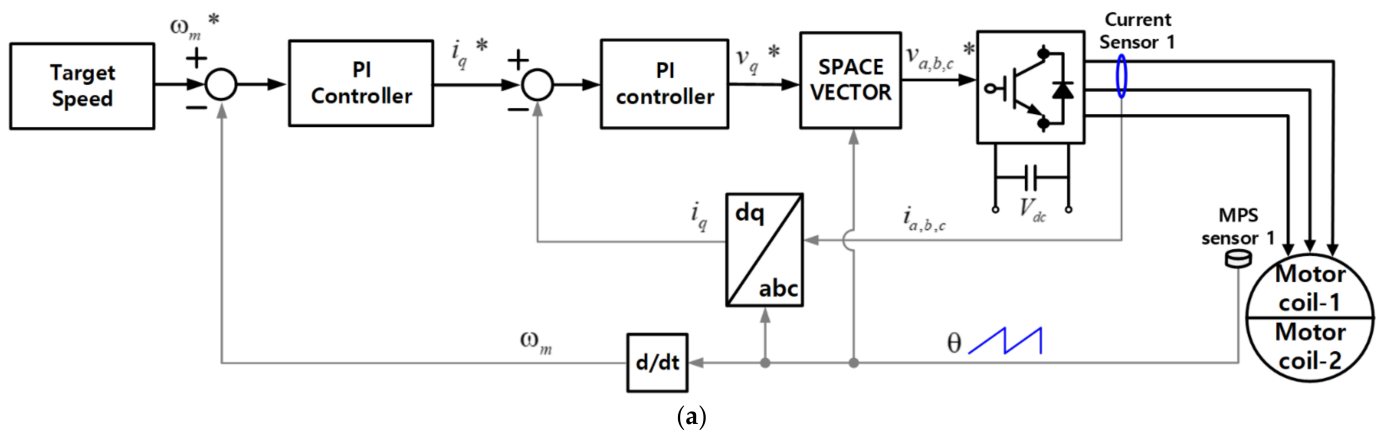 ωm*
Current
Sensor 1
Target
Speed
+
−
PI
Controller
iq*
+
−
PI
controller
vq*
SPACE
VECTOR
va,b,c*
Vdc
iq
dq
abc
ia,b,c
MPS
sensor 1
Motor
coil-1
Motor
coil-2
ωm
d/dt
θ
(a)